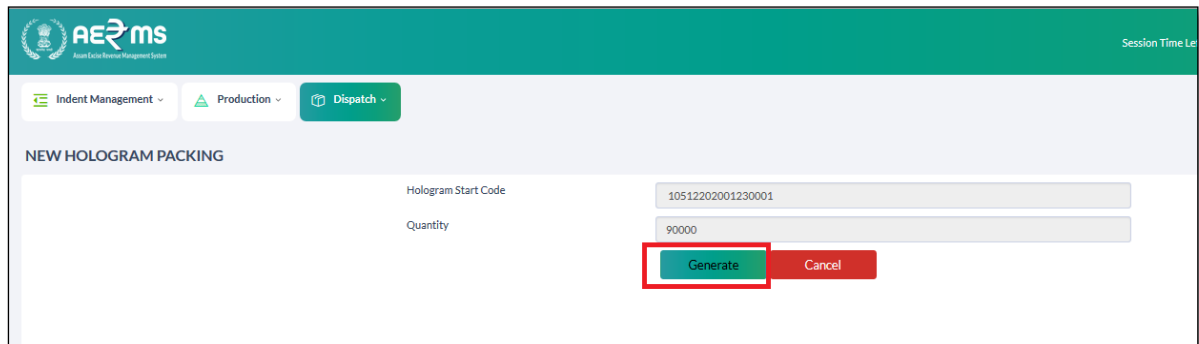 AERMS
Assam Excise Revenue Management System
Session Time Le
Indent Management
Production
Dispatch
NEW HOLOGRAM PACKING
Hologram Start Code
10512202001230001
Quantity
90000
Generate
Cancel